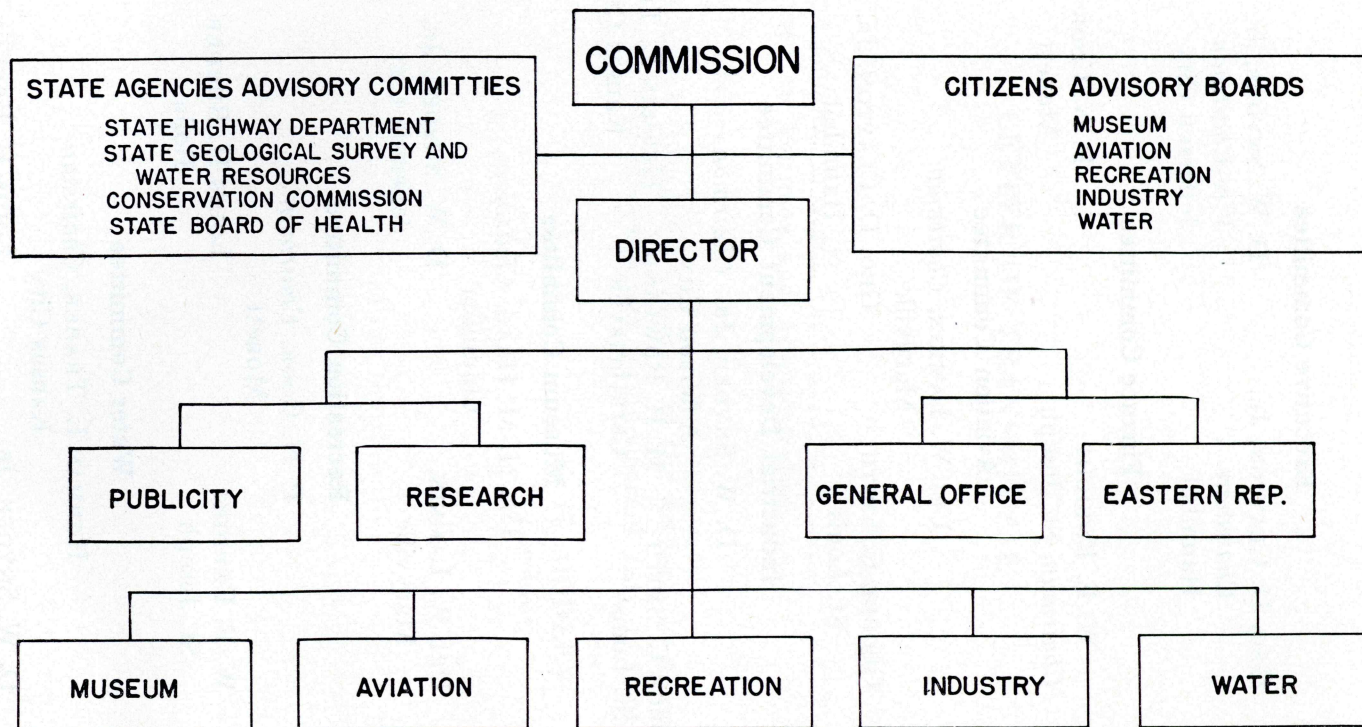 COMMISSION
STATE AGENCIES ADVISORY COMMITTIES
STATE HIGHWAY DEPARTMENT
STATE GEOLOGICAL SURVEY AND
WATER RESOURCES
CONSERVATION COMMISSION
STATE BOARD OF HEALTH
CITIZENS ADVISORY BOARDS
MUSEUM
AVIATION
RECREATION
INDUSTRY
WATER
DIRECTOR
PUBLICITY
RESEARCH
GENERAL OFFICE
EASTERN REP.
MUSEUM
AVIATION
RECREATION
INDUSTRY
WATER